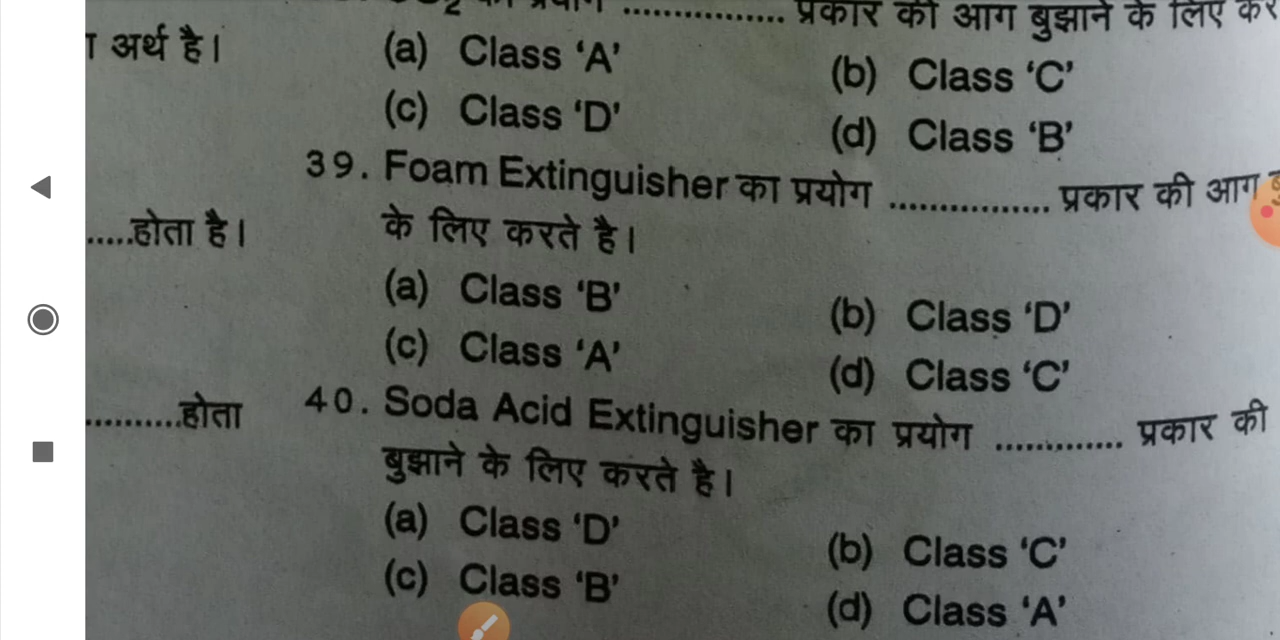 प्रकार की आग बुझाने के लिए
ा अर्थ है।
(a) Class ‘A’ (b) Class ‘C’
(c) Class ‘D’ (d) Class ‘B’
39. Foam Extinguisher का प्रयोग ................ प्रकार की आग
के लिए करते है।
.....होता है।
(a) Class ‘B’ (b) Class ‘D’
(c) Class ‘A’ (d) Class ‘C’
..........होता
40. Soda Acid Extinguisher का प्रयोग ............. प्रकार की
बुझाने के लिए करते है।
(a) Class ‘D’ (b) Class ‘C’
(c) Class ‘B’ (d) Class ‘A’